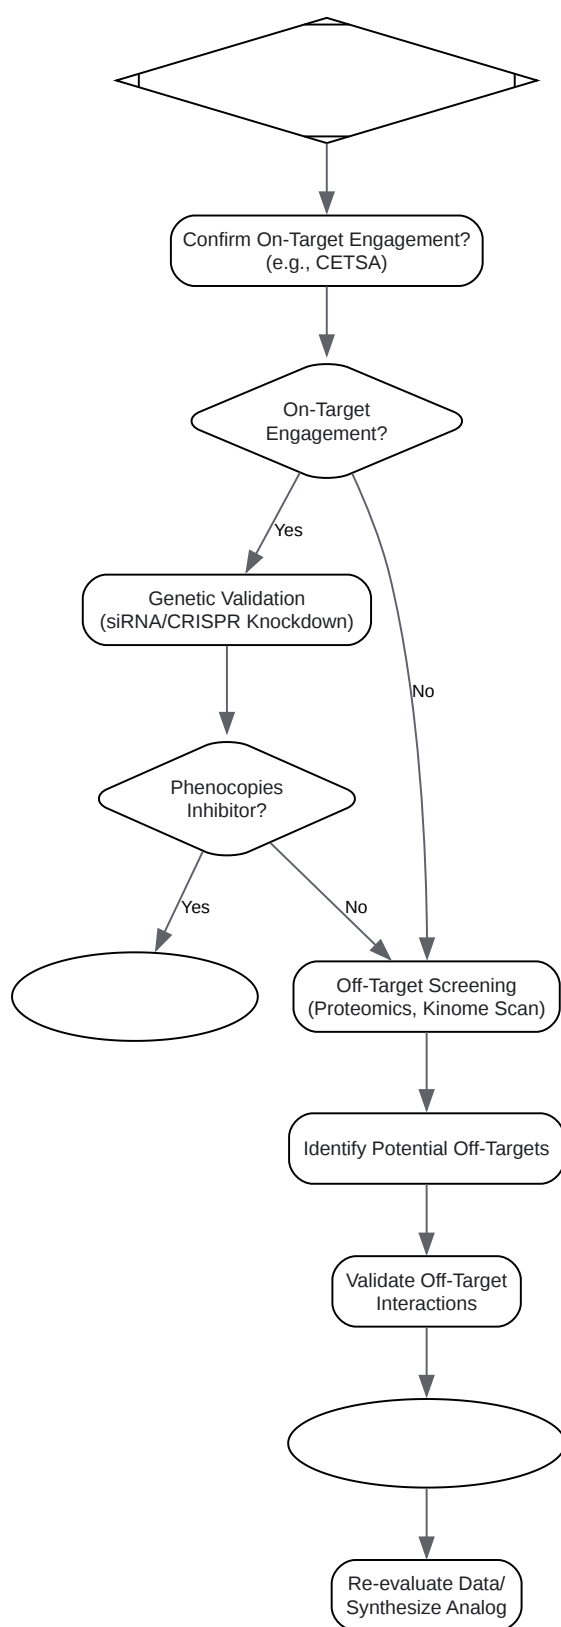 Confirm On-Target Engagement?
(e.g., CETSA)
On-Target
Engagement?
Yes
Genetic Validation
(siRNA/CRISPR Knockdown)
No
Phenocopies
Inhibitor?
Yes
No
Off-Target Screening
(Proteomics, Kinome Scan)
Identify Potential Off-Targets
Validate Off-Target
Interactions
Re-evaluate Data/
Synthesize Analog